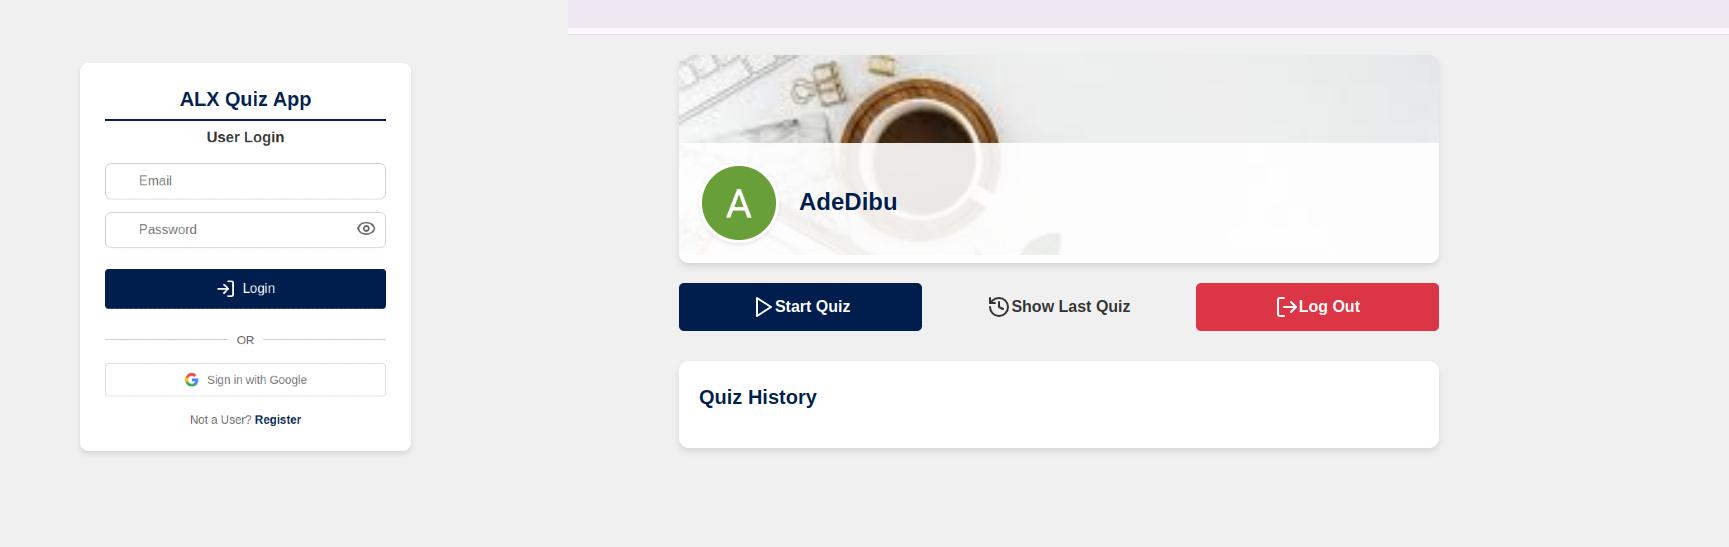 ALX Quiz App
User Login
Email
Password
Login
OR
Sign in with Google
Not a User? Register
A
AdeDibu
Start Quiz
Show Last Quiz
Log Out
Quiz History